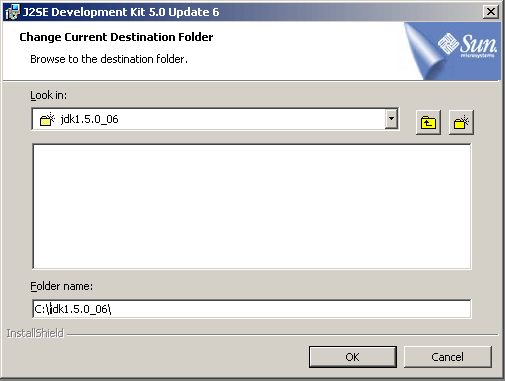 J2SE Development Kit 5.0 Update 6
Change Current Destination Folder
Browse to the destination folder.
Sun
microsystems
Look in:
jdk1.5.0_06
Folder name:
C:\jdk1.5.0_06\
InstallShield
OK
Cancel